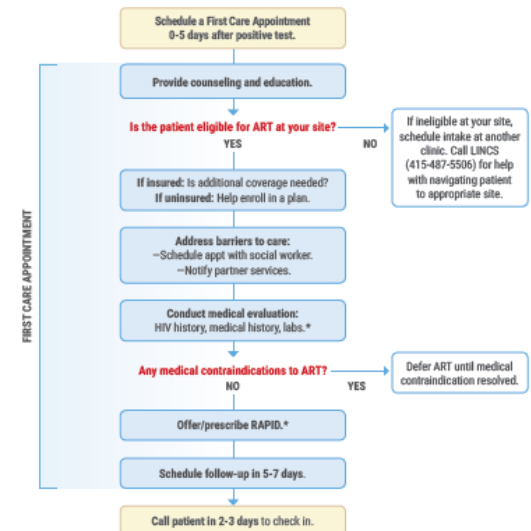 Schedule a First Care Appointment
0-5 days after positive test.
FIRST CARE APPOINTMENT
Provide counseling and education.
Is the patient eligible for ART at your site?
YES
NO
If ineligible at your site,
schedule intake at another
clinic. Call LINCS
(415-487-5506) for help
with navigating patient
to appropriate site.
If insured: Is additional coverage needed?
If uninsured: Help enroll in a plan.
Address barriers to care:
—Schedule appt with social worker.
—Notify partner services.
Conduct medical evaluation:
HIV history, medical history, labs.*
Any medical contraindications to ART?
NO
YES
Defer ART until medical
contraindication resolved.
Offer/prescribe RAPID.*
Schedule follow-up in 5-7 days.
Call patient in 2-3 days to check in.